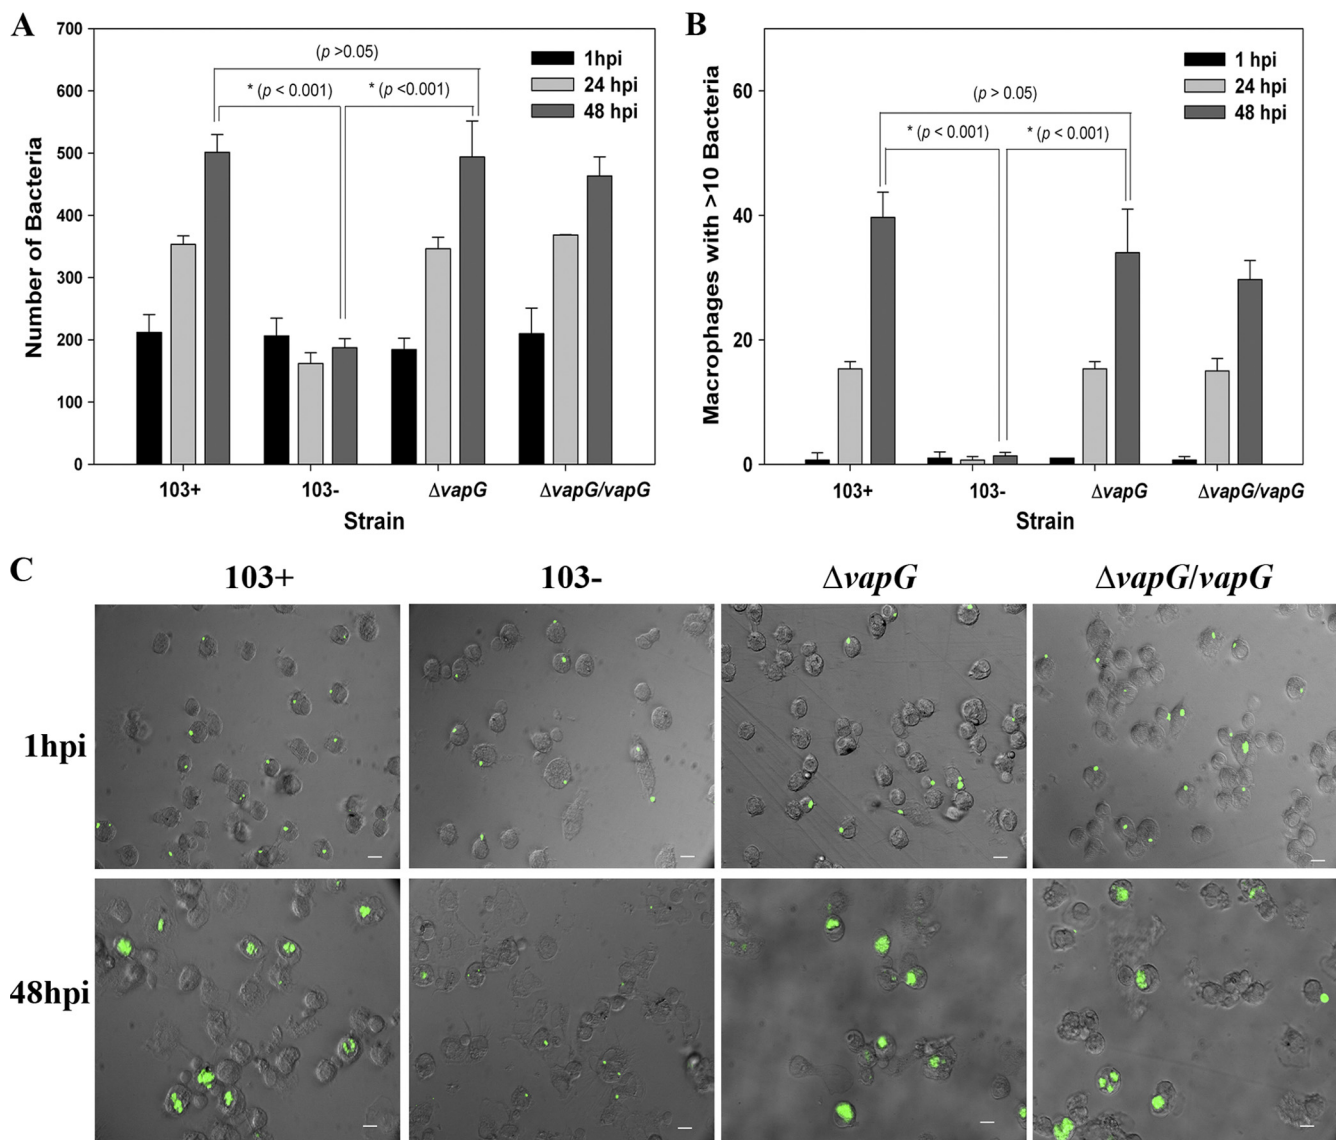 A
Number of Bacteria
700
600
500
400
300
200
100
0
1hpi
24 hpi
48 hpi
(p >0.05)
* (p < 0.001)
* (p <0.001)
103+
103-
ΔvapG
ΔvapG/vapG
Strain
B
Macrophages with >10 Bacteria
60
40
20
0
1 hpi
24 hpi
48 hpi
(p > 0.05)
* (p < 0.001)
* (p < 0.001)
103+
103-
ΔvapG
ΔvapG/vapG
Strain
C
103+
103-
ΔvapG
ΔvapG/vapG
1hpi
48hpi